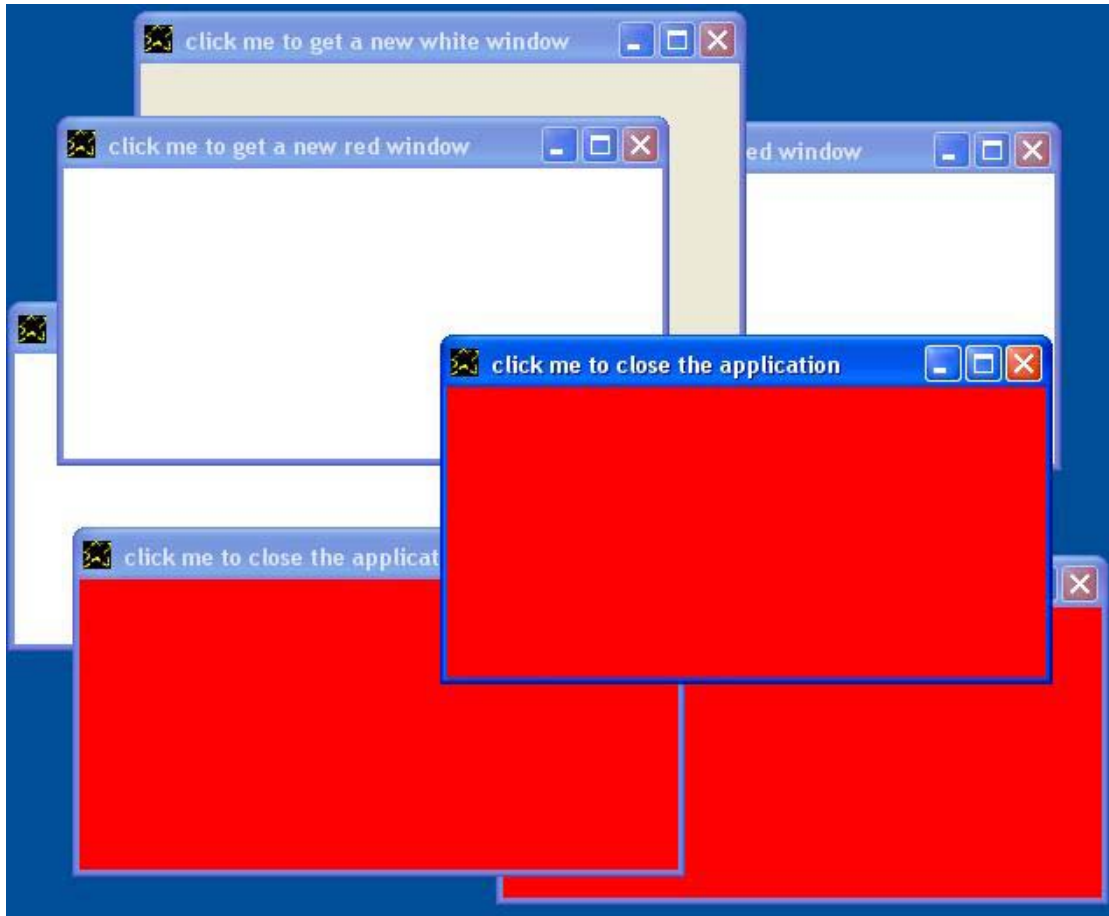 click me to get a new white window
click me to get a new red window
ed window
click me to close the application
click me to close the applicat